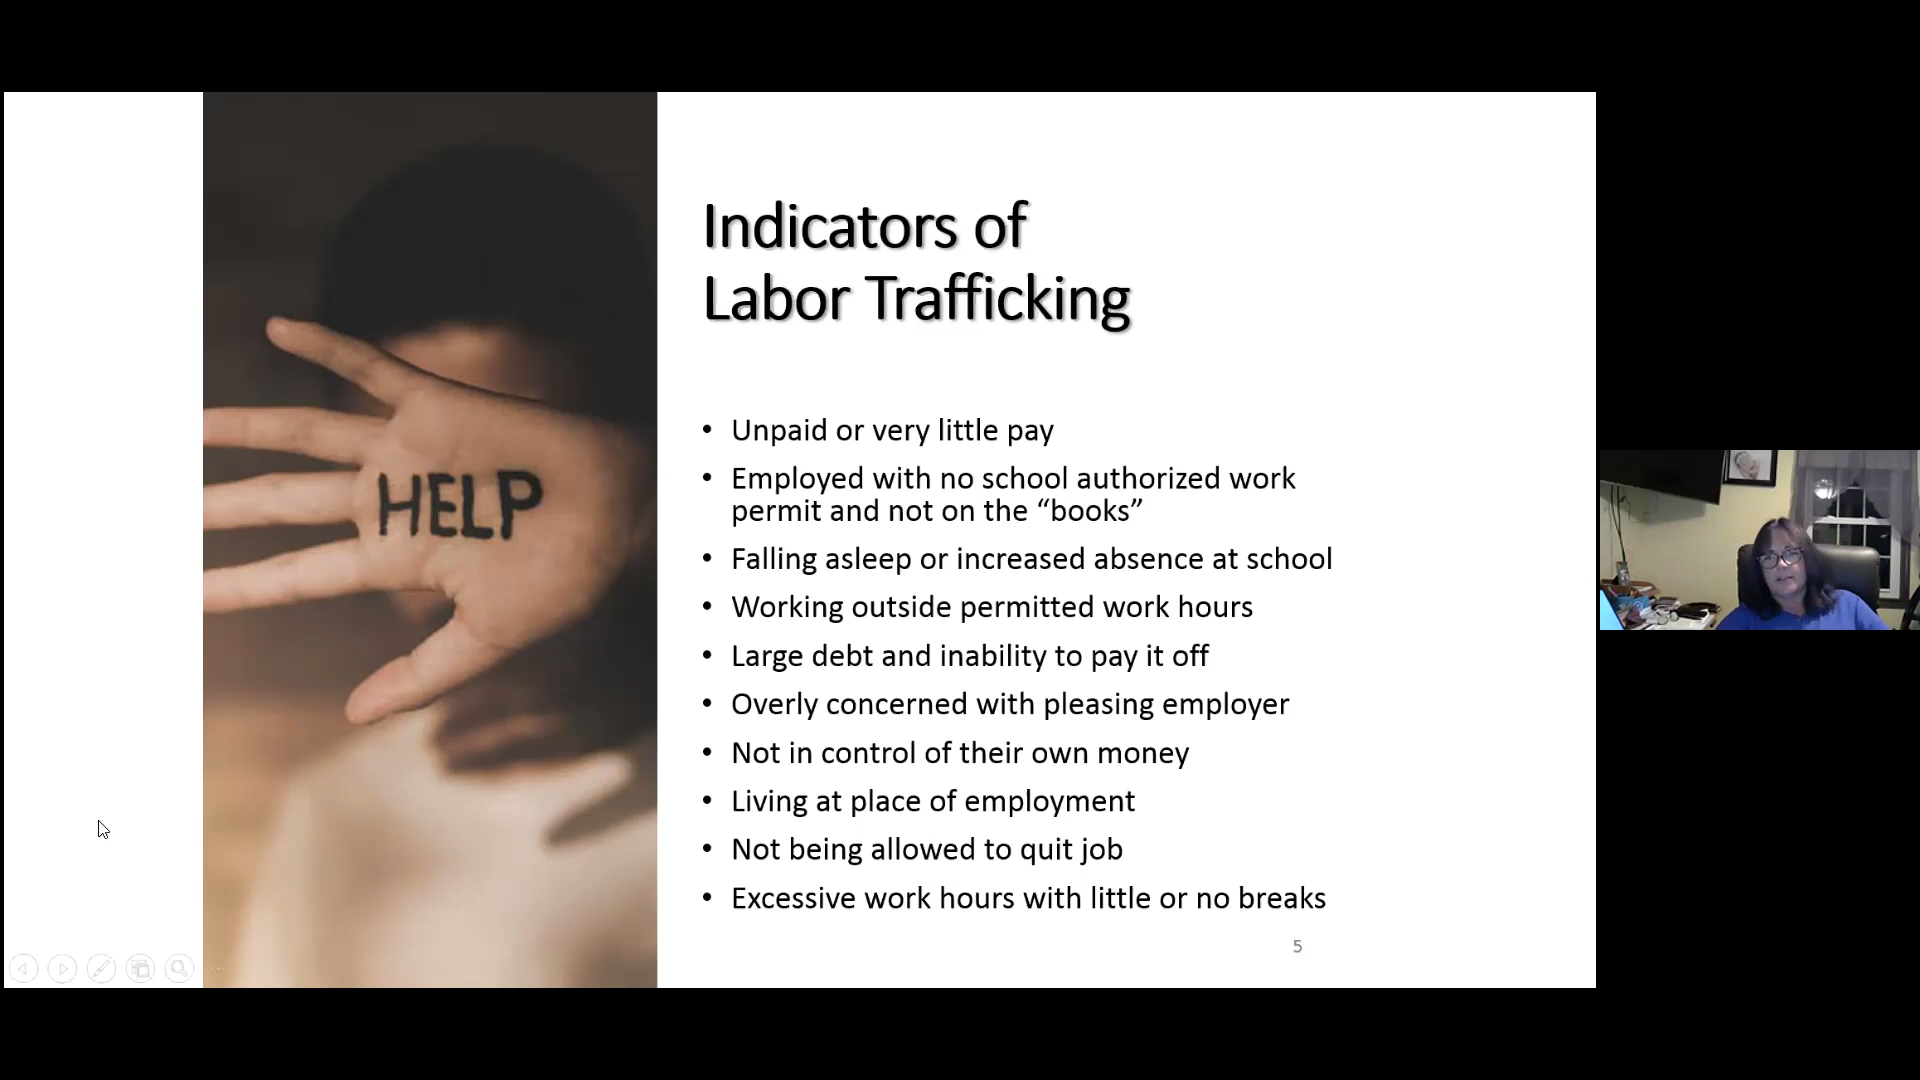 HELP
Indicators of
Labor Trafficking
• Unpaid or very little pay
• Employed with no school authorized work
permit and not on the “books”
• Falling asleep or increased absence at school
• Working outside permitted work hours
• Large debt and inability to pay it off
• Overly concerned with pleasing employer
• Not in control of their own money
• Living at place of employment
• Not being allowed to quit job
• Excessive work hours with little or no breaks
5